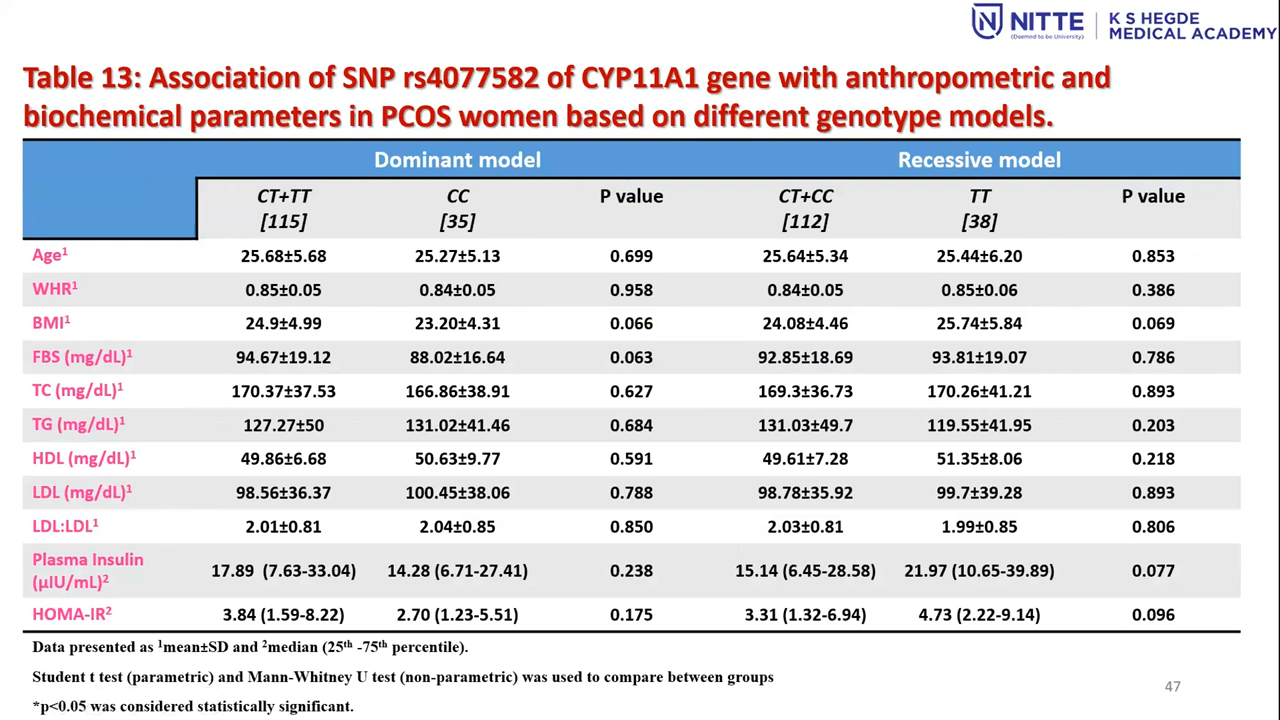 NITTE
(Deemed to be University)
K S HEGDE
MEDICAL ACADEMY
Table 13: Association of SNP rs4077582 of CYP11A1 gene with anthropometric and
biochemical parameters in PCOS women based on different genotype models.
Dominant model Recessive model
CT+TT CC P value CT+CC TT P value
[115] [35] [112] [38]
Age¹ 25.68±5.68 25.27±5.13 0.699 25.64±5.34 25.44±6.20 0.853
WHR¹ 0.85±0.05 0.84±0.05 0.958 0.84±0.05 0.85±0.06 0.386
BMI¹ 24.9±4.99 23.20±4.31 0.066 24.08±4.46 25.74±5.84 0.069
FBS (mg/dL)¹ 94.67±19.12 88.02±16.64 0.063 92.85±18.69 93.81±19.07 0.786
TC (mg/dL)¹ 170.37±37.53 166.86±38.91 0.627 169.3±36.73 170.26±41.21 0.893
TG (mg/dL)¹ 127.27±50 131.02±41.46 0.684 131.03±49.7 119.55±41.95 0.203
HDL (mg/dL)¹ 49.86±6.68 50.63±9.77 0.591 49.61±7.28 51.35±8.06 0.218
LDL (mg/dL)¹ 98.56±36.37 100.45±38.06 0.788 98.78±35.92 99.7±39.28 0.893
LDL:LDL¹ 2.01±0.81 2.04±0.85 0.850 2.03±0.81 1.99±0.85 0.806
Plasma Insulin
(µIU/mL)² 17.89 (7.63-33.04) 14.28 (6.71-27.41) 0.238 15.14 (6.45-28.58) 21.97 (10.65-39.89) 0.077
HOMA-IR² 3.84 (1.59-8.22) 2.70 (1.23-5.51) 0.175 3.31 (1.32-6.94) 4.73 (2.22-9.14) 0.096
Data presented as ¹mean±SD and ²median (25th -75th percentile).
Student t test (parametric) and Mann-Whitney U test (non-parametric) was used to compare between groups
*p<0.05 was considered statistically significant.
47